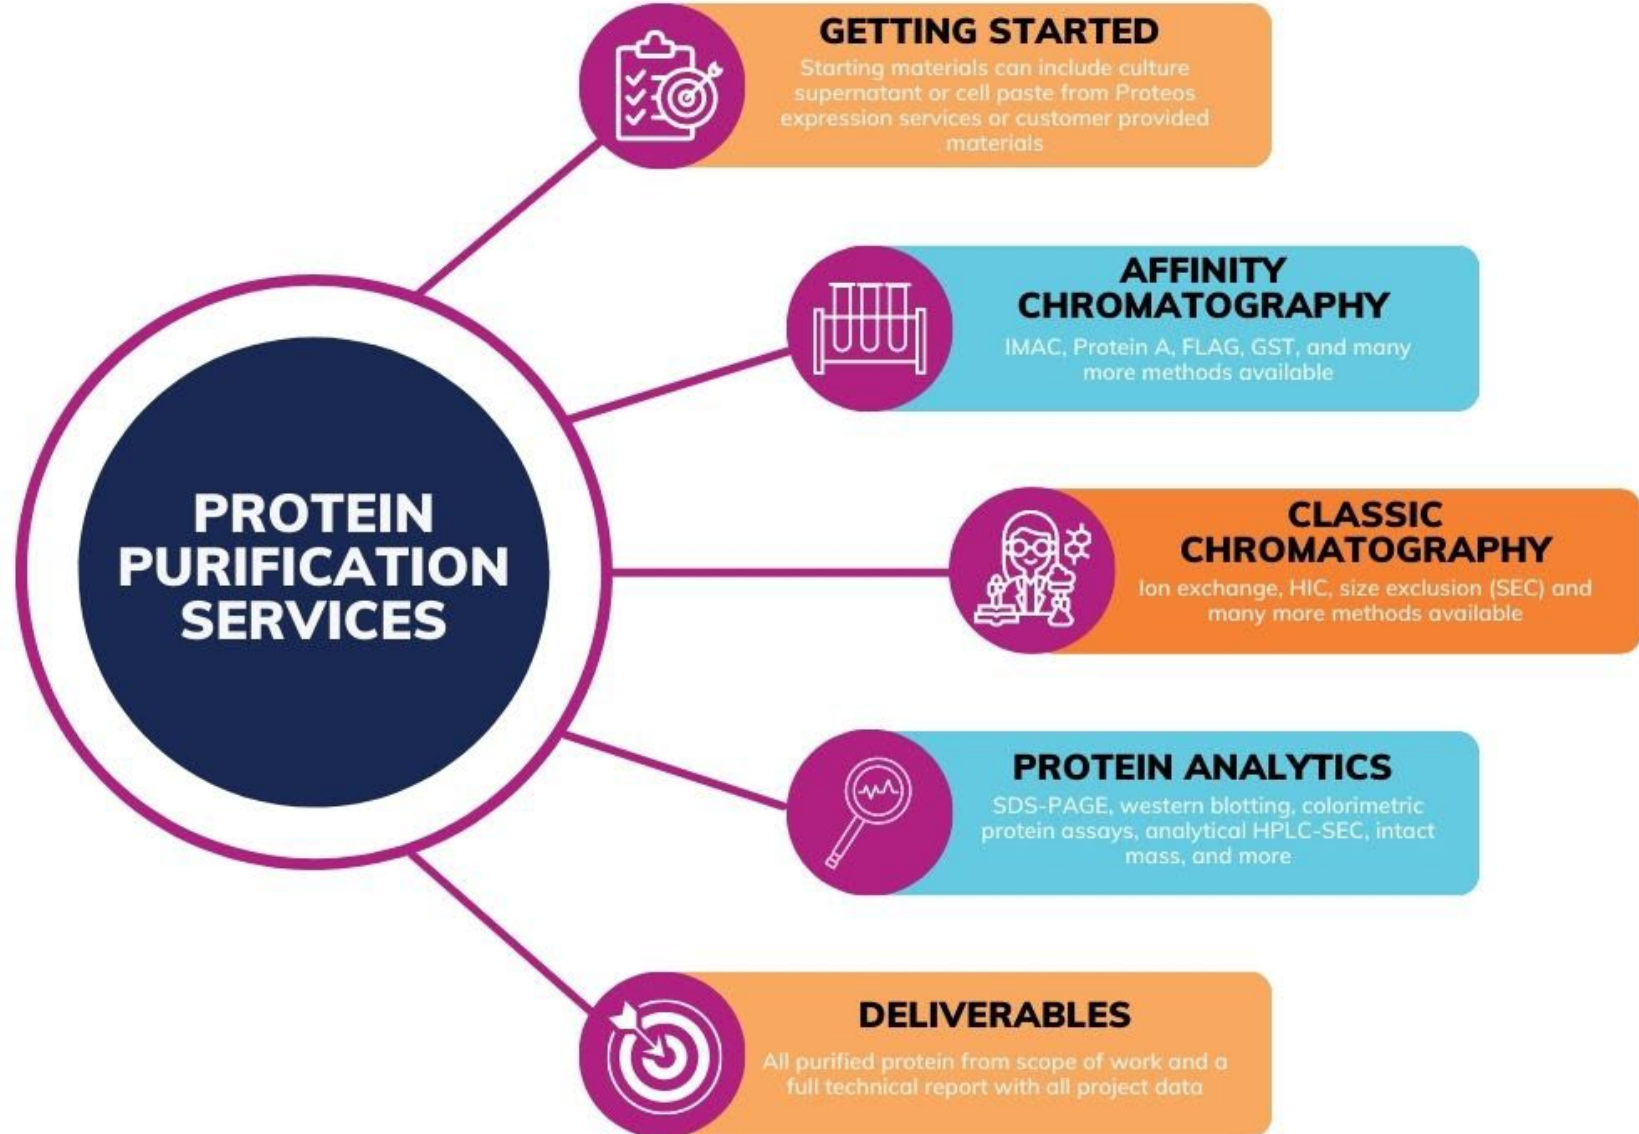 PROTEIN
PURIFICATION
SERVICES
GETTING STARTED
Starting materials can include culture
supernatant or cell paste from Proteos
expression services or customer provided
materials
AFFINITY
CHROMATOGRAPHY
IMAC, Protein A, FLAG, GST, and many
more methods available
CLASSIC
CHROMATOGRAPHY
Ion exchange, HIC, size exclusion (SEC) and
many more methods available
PROTEIN ANALYTICS
SDS-PAGE, western blotting, colorimetric
protein assays, analytical HPLC-SEC, intact
mass, and more
DELIVERABLES
All purified protein from scope of work and a
full technical report with all project data